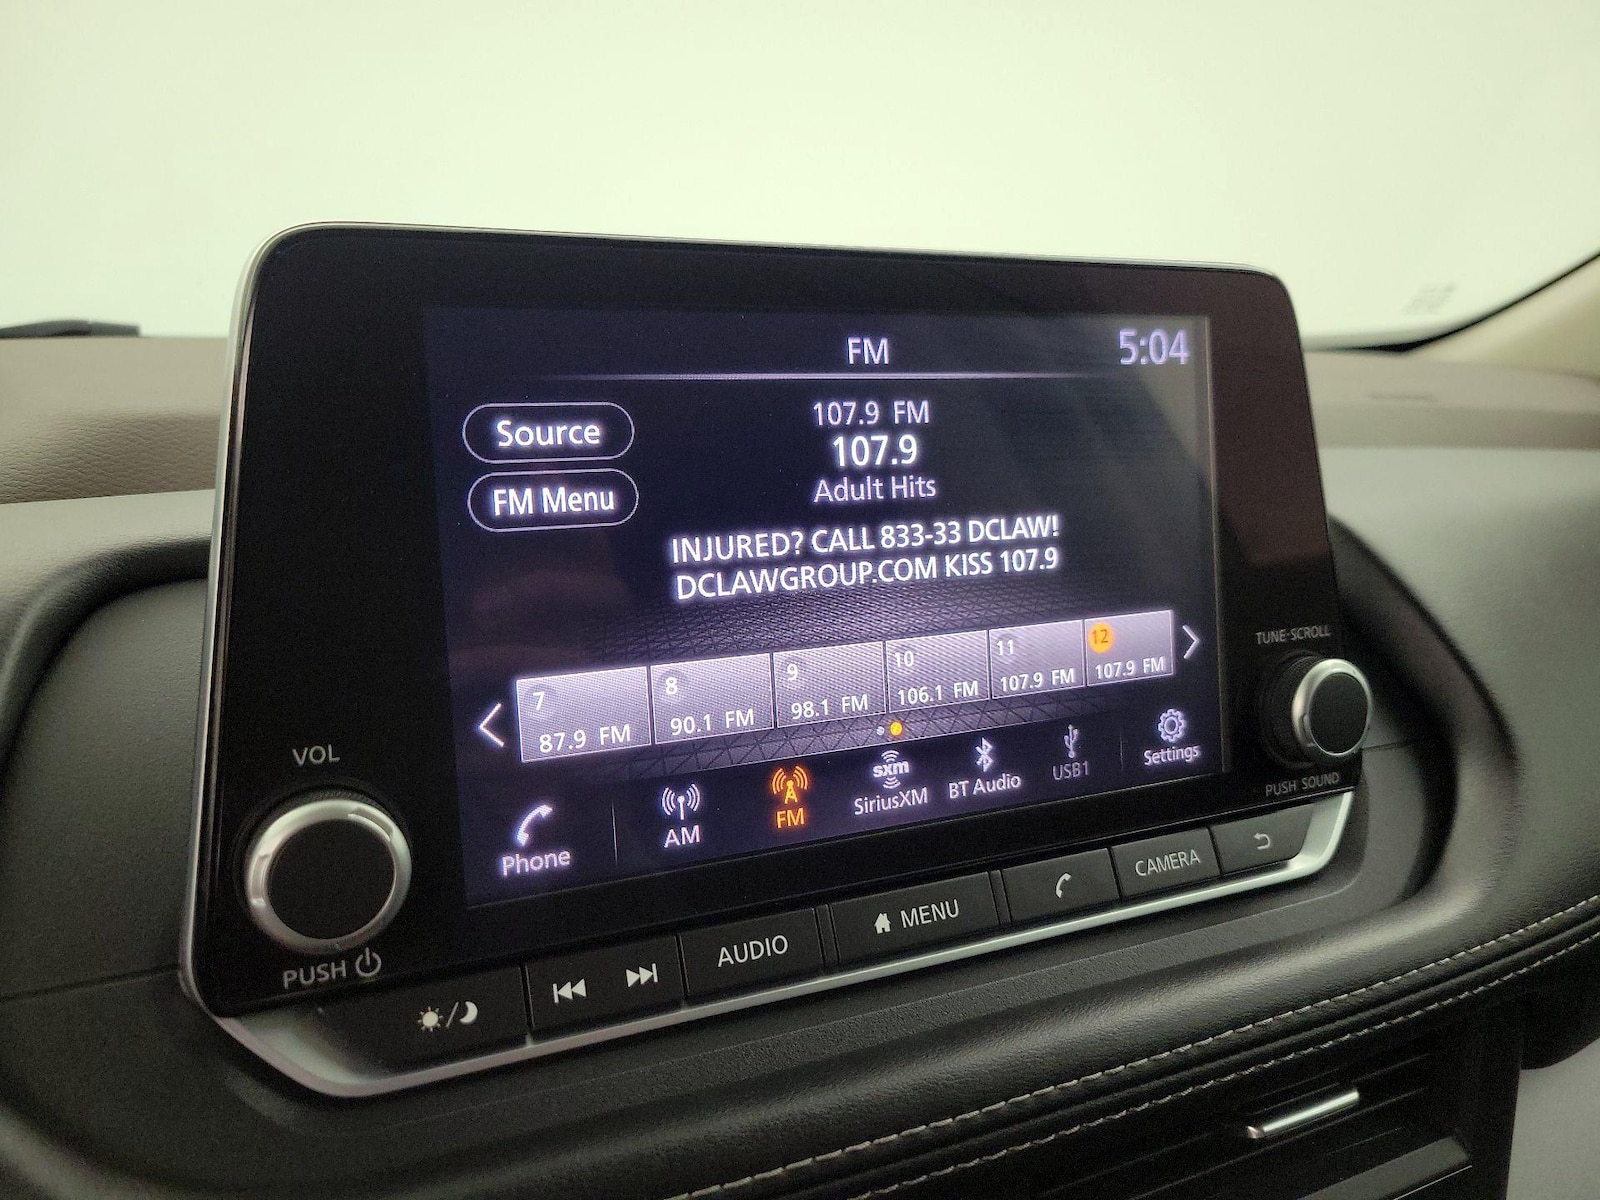 FM
5:04
Source
FM Menu
107.9 FM
107.9
Adult Hits
INJURED? CALL 833-33 DCLAW!
DCLAWGROUP.COM KISS 107.9
7
87.9 FM
8
90.1 FM
9
98.1 FM
10
106.1 FM
11
107.9 FM
12
107.9 FM
Phone
AM
FM
sxm
SiriusXM
BT Audio
USB1
Settings
VOL
PUSH
TUNE·SCROLL
PUSH SOUND
AUDIO
MENU
CAMERA